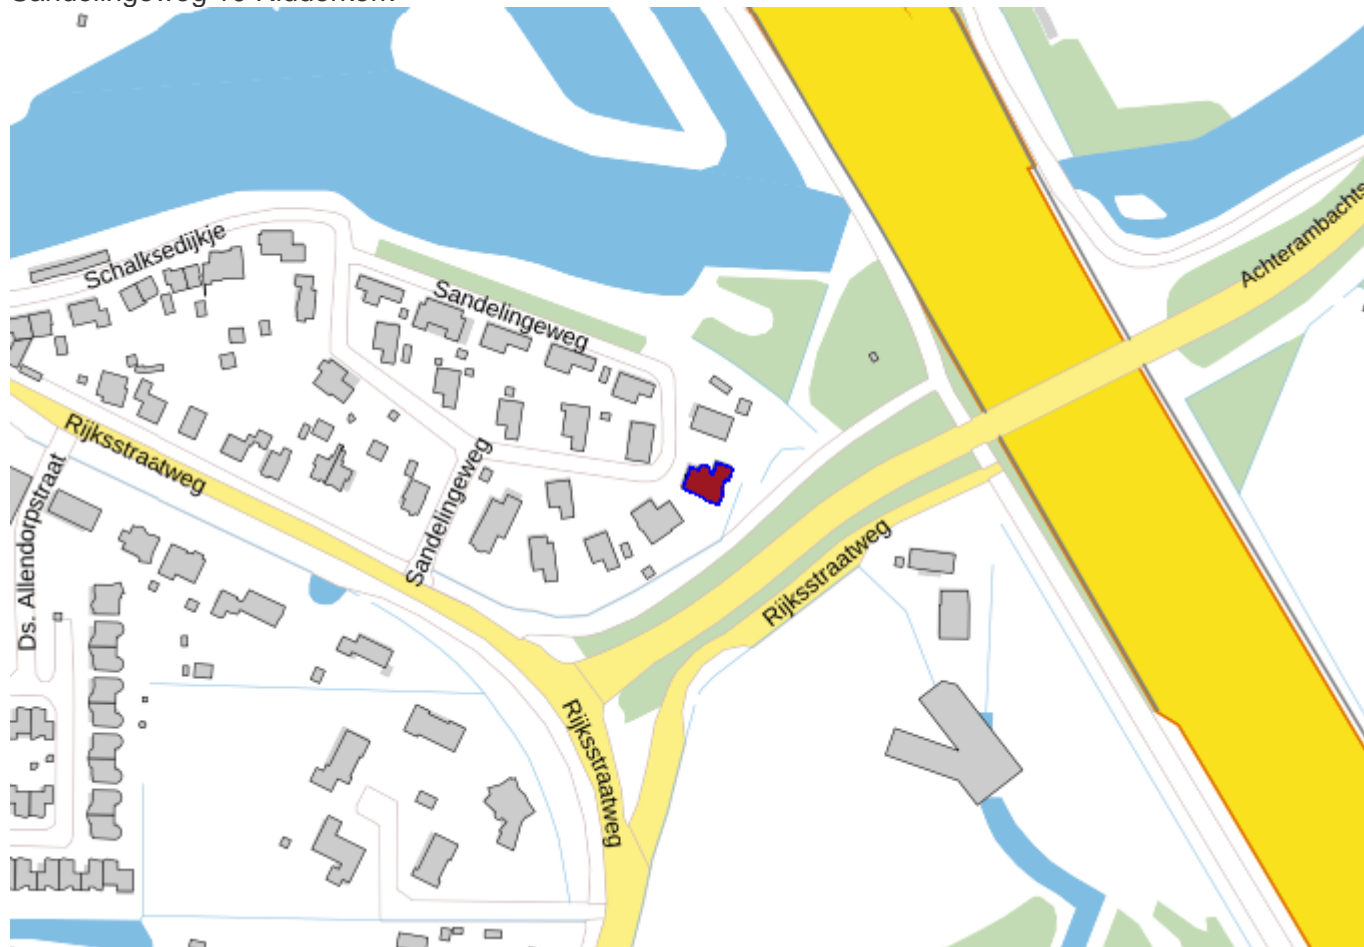 Schalksedijkje
Sandelingeweg
Achterambachts
Rijksstraatweg
Sandelingeweg
Ds. Allendorpstraat
Rijksstraatweg
Rijksstraatweg